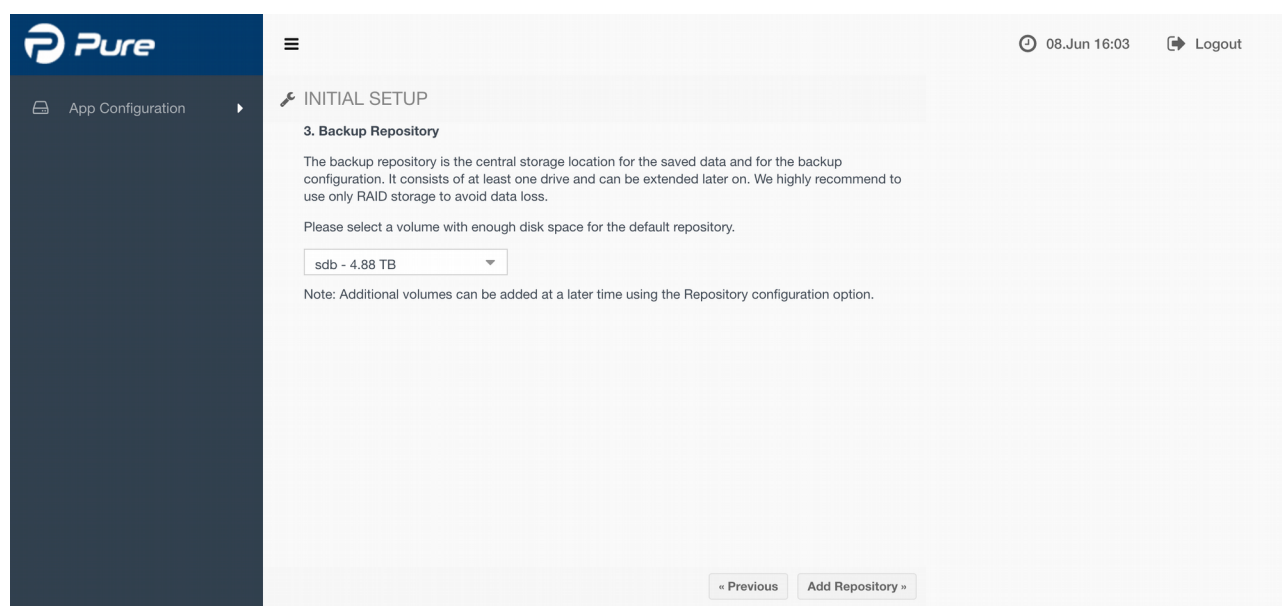 Pure
08.Jun 16:03
Logout
App Configuration
INITIAL SETUP
3. Backup Repository
The backup repository is the central storage location for the saved data and for the backup
configuration. It consists of at least one drive and can be extended later on. We highly recommend to
use only RAID storage to avoid data loss.
Please select a volume with enough disk space for the default repository.
sdb - 4.88 TB
Note: Additional volumes can be added at a later time using the Repository configuration option.
« Previous
Add Repository »